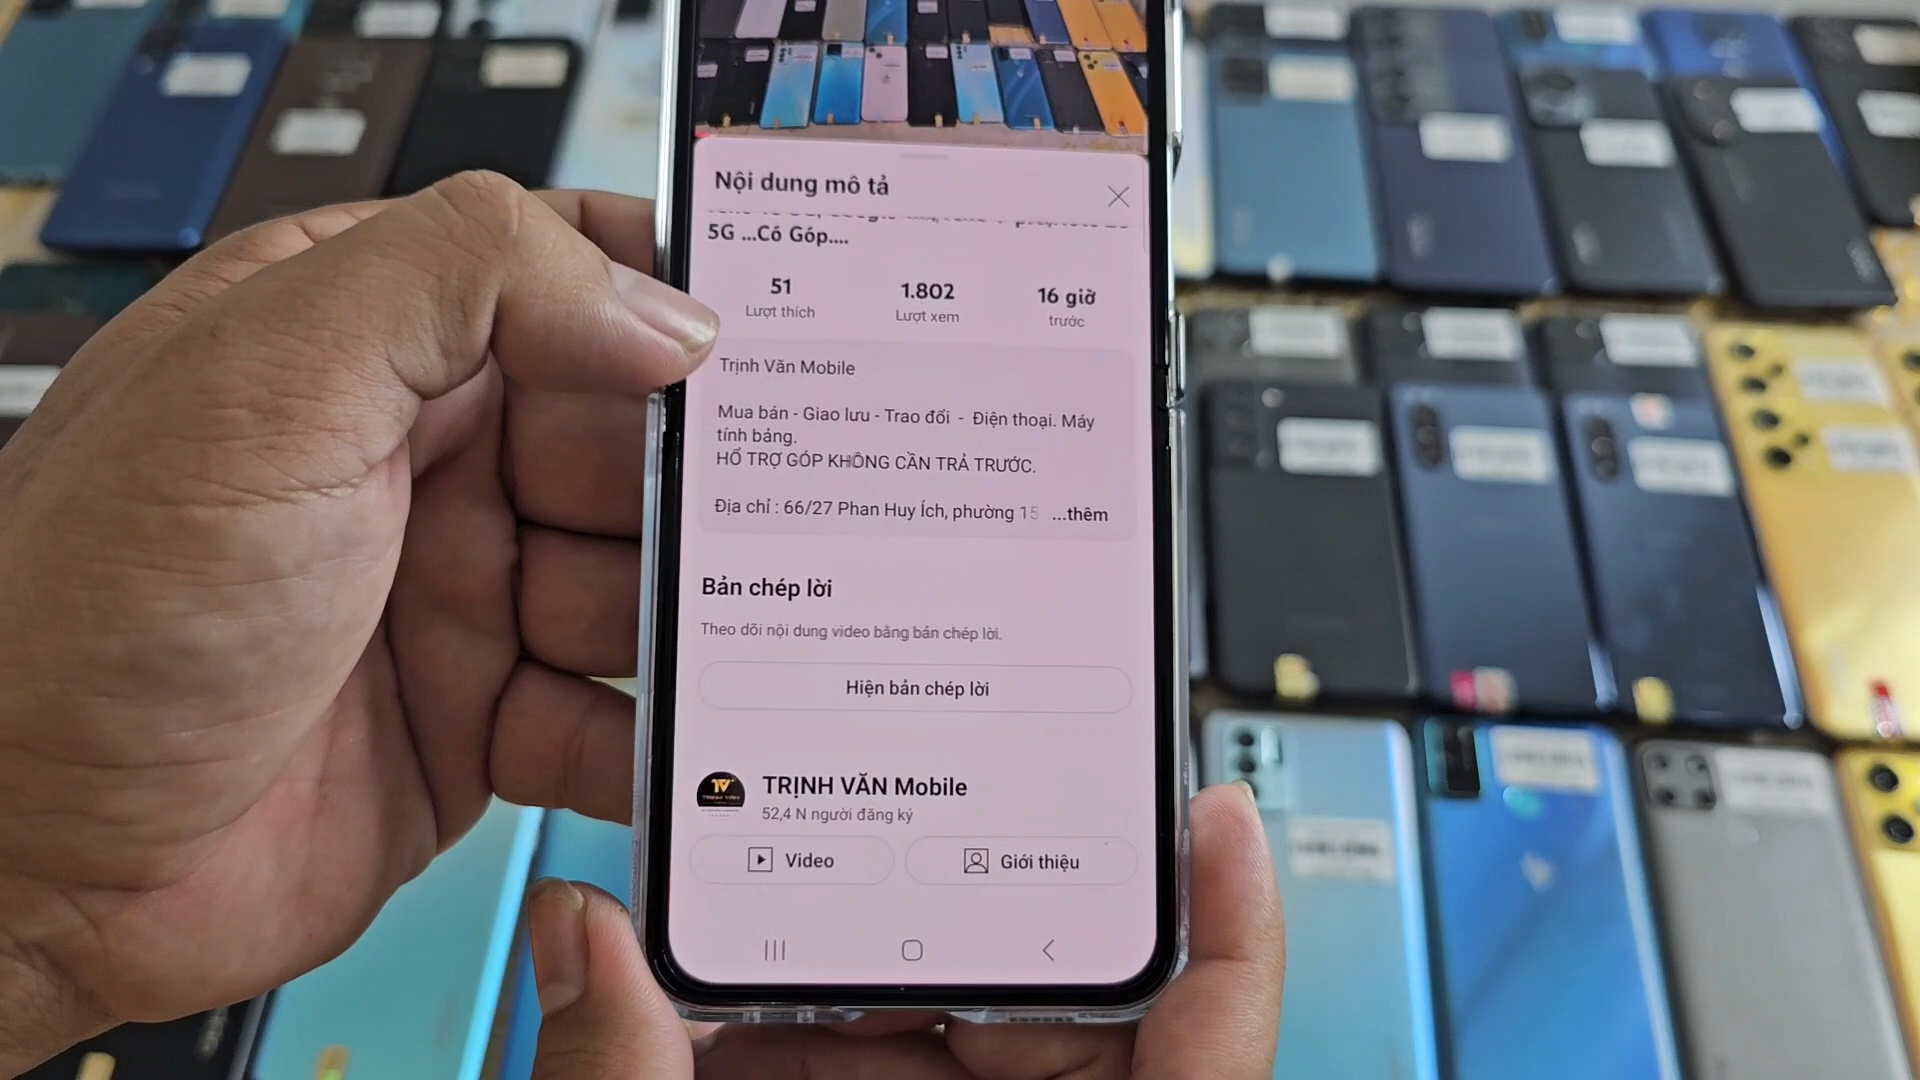 Nội dung mô tả
5G ...Có Góp....
51
Lượt thích
1.802
Lượt xem
16 giờ
trước
Trịnh Văn Mobile
Mua bán - Giao lưu - Trao đổi - Điện thoại. Máy
tính bảng.
HỔ TRỢ GÓP KHÔNG CẦN TRẢ TRƯỚC.
Địa chỉ : 66/27 Phan Huy Ích, phường 15 ...thêm
Bản chép lời
Theo dõi nội dung video bằng bản chép lời.
Hiện bản chép lời
TRỊNH VĂN Mobile
52,4 N người đăng ký
Video
Giới thiệu